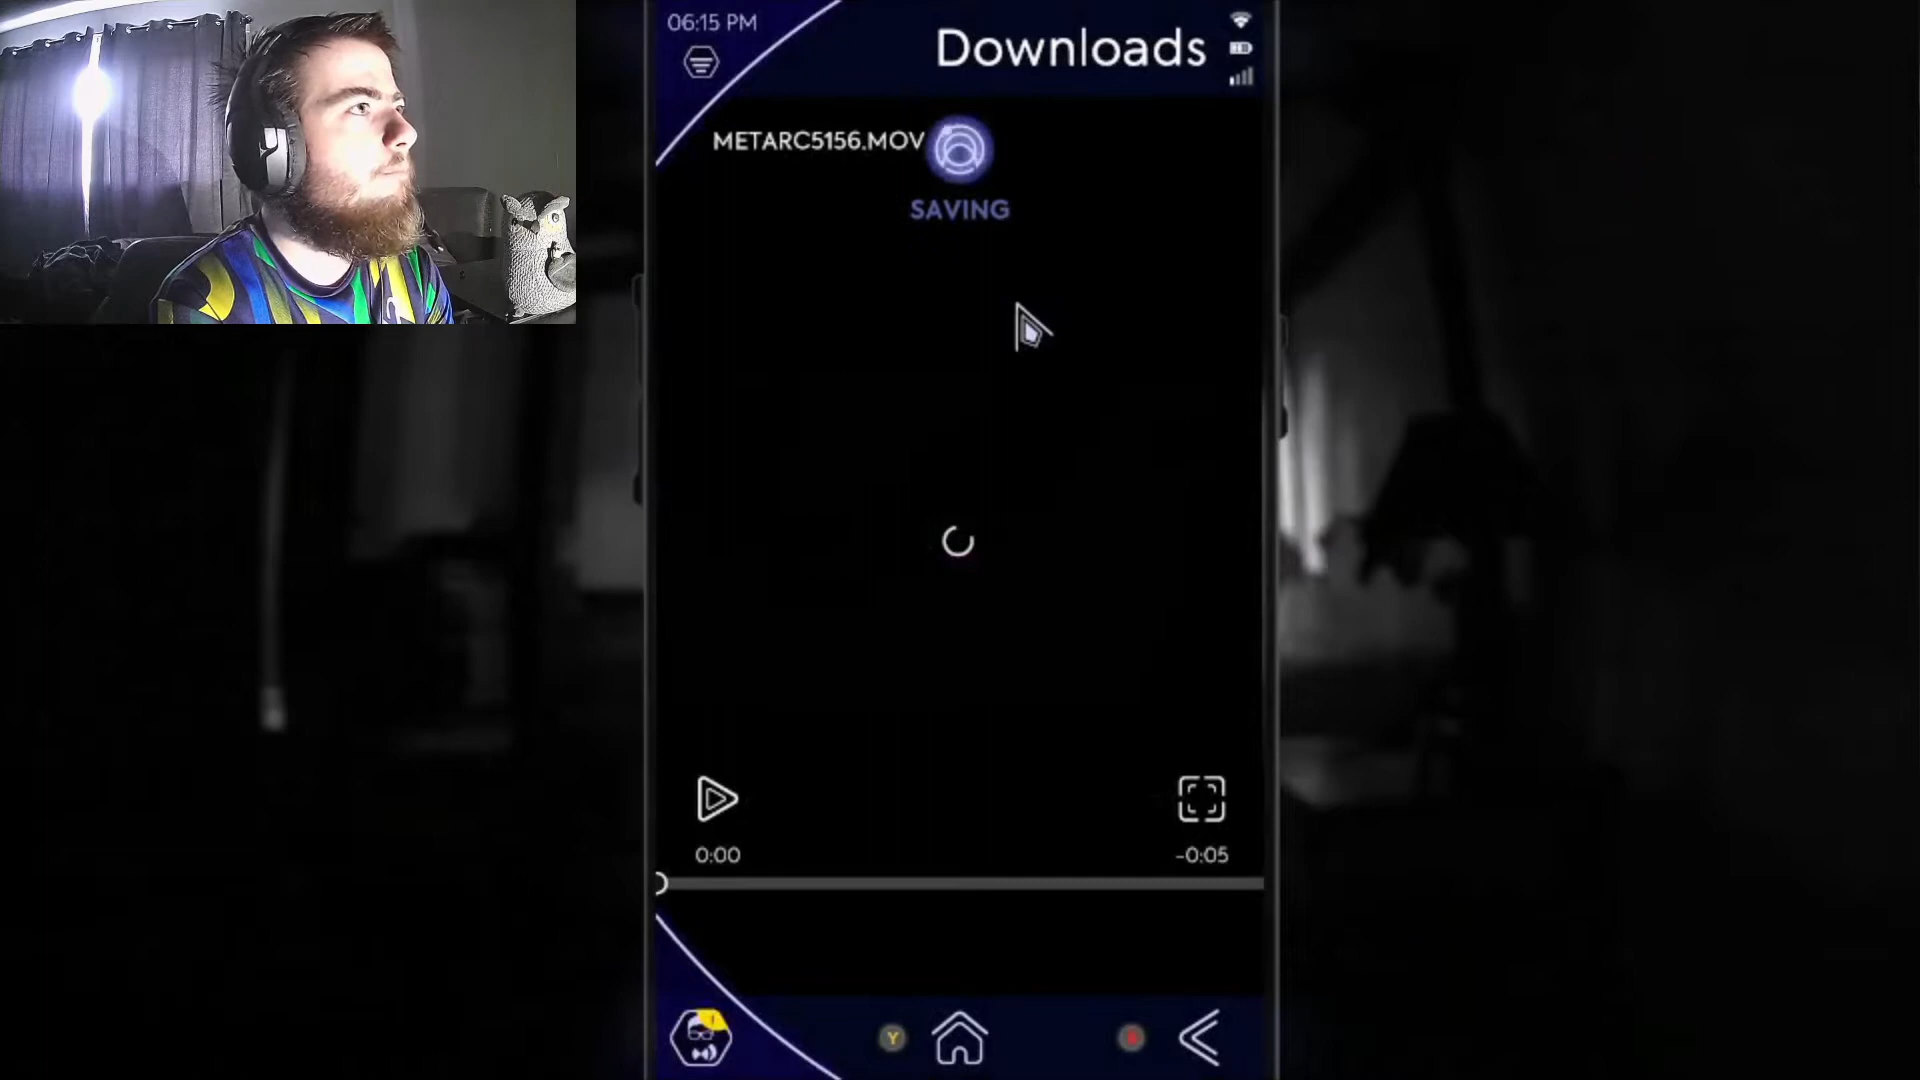 06:15 PM
Downloads
METARC5156.MOV
SAVING
0:00
-0:05
Y